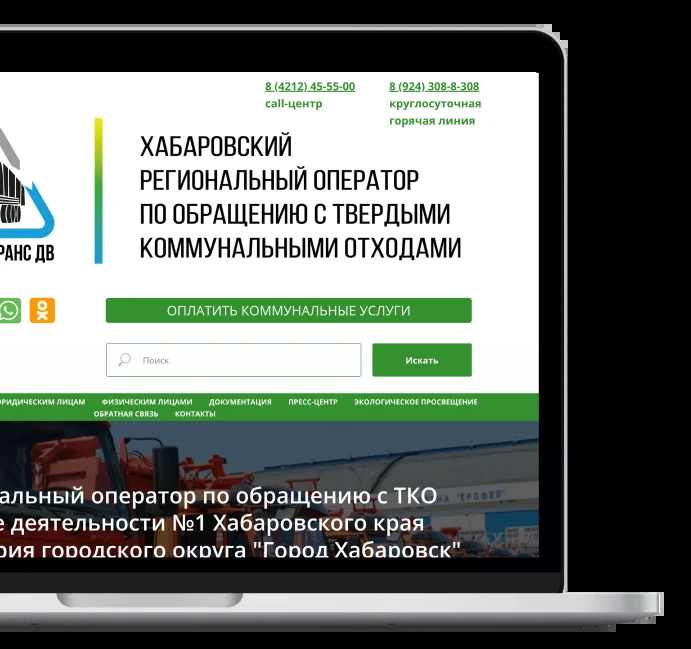 8 (4212) 45-55-00
call-центр
8 (924) 308-8-308
круглосуточная
горячая линия
ХАБАРОВСКИЙ
РЕГИОНАЛЬНЫЙ ОПЕРАТОР
ПО ОБРАЩЕНИЮ С ТВЕРДЫМИ
КОММУНАЛЬНЫМИ ОТХОДАМИ
РАНС ДВ
ОПЛАТИТЬ КОММУНАЛЬНЫЕ УСЛУГИ
Поиск
Искать
РИДИЧЕСКИМ ЛИЦАМ ФИЗИЧЕСКИМ ЛИЦАМИ ДОКУМЕНТАЦИЯ ПРЕСС-ЦЕНТР ЭКОЛОГИЧЕСКОЕ ПРОСВЕЩЕНИЕ
ОБРАТНАЯ СВЯЗЬ КОНТАКТЫ
альный оператор по обращению с ТКО
е деятельности №1 Хабаровского края
рия городского округа "Город Хабаровск"